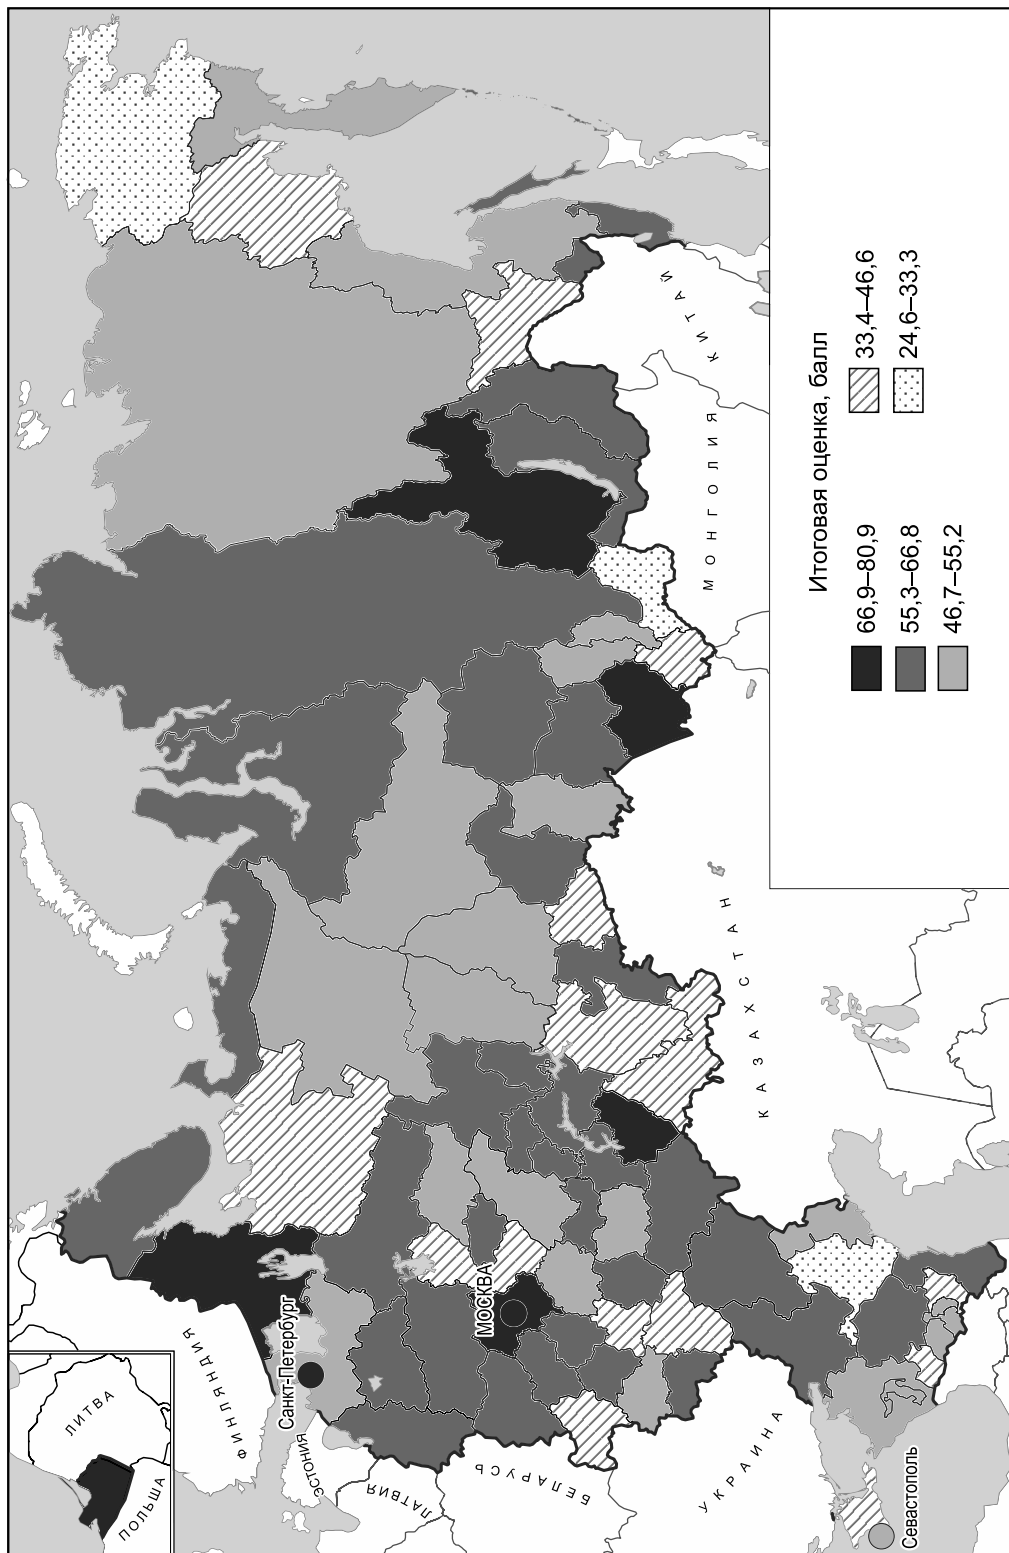 ЛИТВА
ПОЛЬША
ФИНЛЯНДИЯ
Санкт-Петербург
ЭСТОНИЯ
ЛАТВИЯ
БЕЛАРУСЬ
МОСКВА
УКРАИНА
Севастополь
КАЗАХСТАН
МОНГОЛИЯ
КИТАЙ
Итоговая оценка, балл
66,9–80,9
55,3–66,8
46,7–55,2
33,4–46,6
24,6–33,3